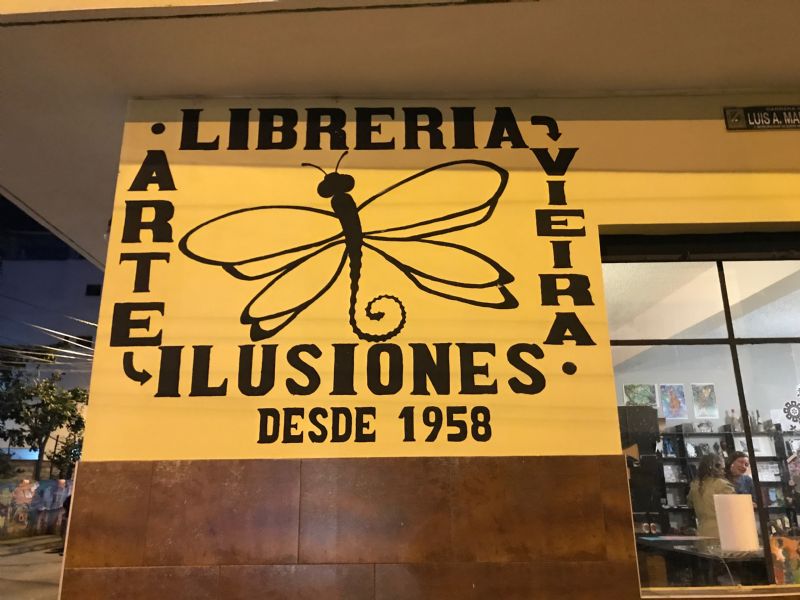 LIBRERIA
VIEIRA
ARTE
ILUSIONES
DESDE 1958
LUIS A.